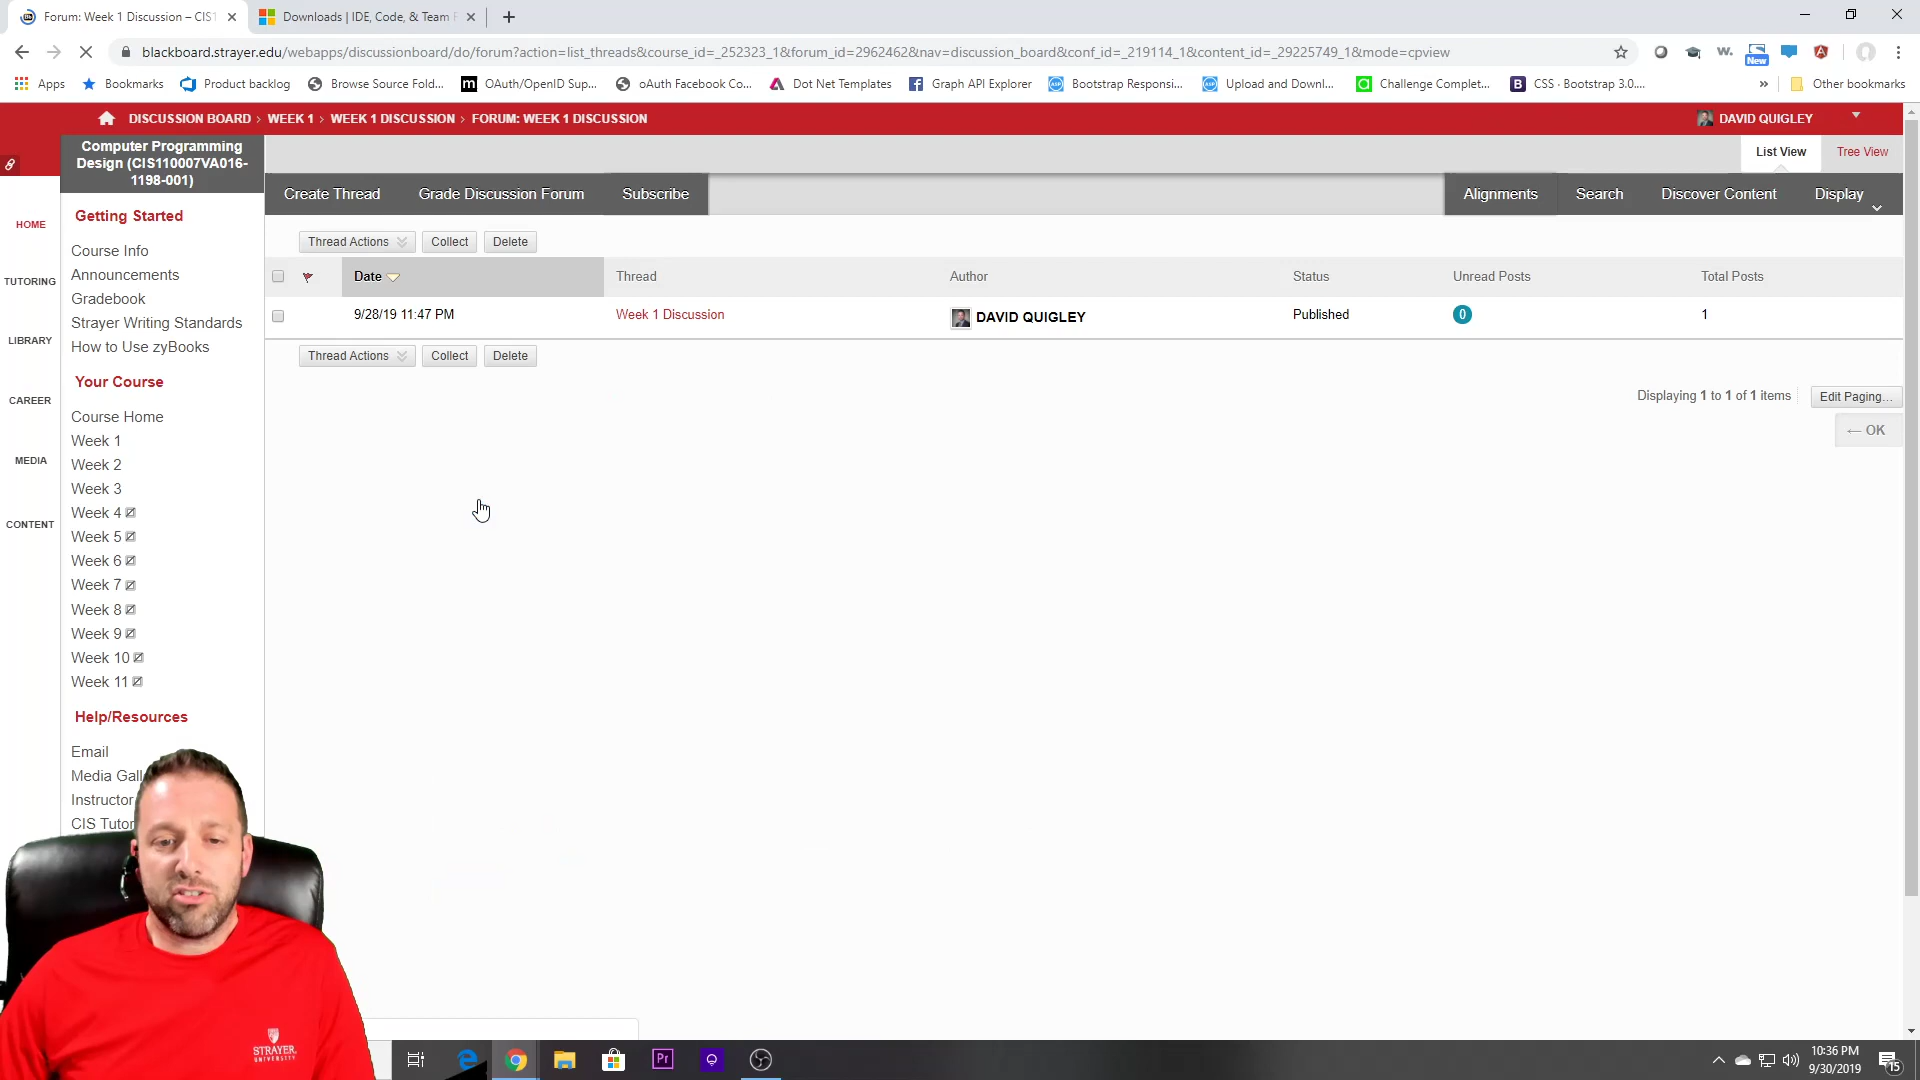 Forum: Week 1 Discussion – CIS1
Downloads | IDE, Code, & Team F
blackboard.strayer.edu/webapps/discussionboard/do/forum?action=list_threads&course_id=_252323_1&forum_id=2962462&nav=discussion_board&conf_id=_219114_1&content_id=_29225749_1&mode=cpview
New
Apps
Bookmarks
Product backlog
Browse Source Fold...
OAuth/OpenID Sup...
oAuth Facebook Co...
Dot Net Templates
Graph API Explorer
Bootstrap Responsi...
Upload and Downl...
Challenge Complet...
CSS · Bootstrap 3.0....
Other bookmarks
DISCUSSION BOARD > WEEK 1 > WEEK 1 DISCUSSION > FORUM: WEEK 1 DISCUSSION
DAVID QUIGLEY
Computer Programming
Design (CIS110007VA016-
1198-001)
List View
Tree View
Create Thread
Grade Discussion Forum
Subscribe
Alignments
Search
Discover Content
Display
HOME
TUTORING
LIBRARY
CAREER
MEDIA
CONTENT
Getting Started
Course Info
Announcements
Gradebook
Strayer Writing Standards
How to Use zyBooks
Your Course
Course Home
Week 1
Week 2
Week 3
Week 4
Week 5
Week 6
Week 7
Week 8
Week 9
Week 10
Week 11
Help/Resources
Email
Media Gall
Instructor
CIS Tutor
Thread Actions
Collect
Delete
Date
Thread
Author
Status
Unread Posts
Total Posts
9/28/19 11:47 PM
Week 1 Discussion
DAVID QUIGLEY
Published
0
1
Thread Actions
Collect
Delete
Displaying 1 to 1 of 1 items
Edit Paging...
← OK
STRAYER
UNIVERSITY
Pr
10:36 PM
9/30/2019
15